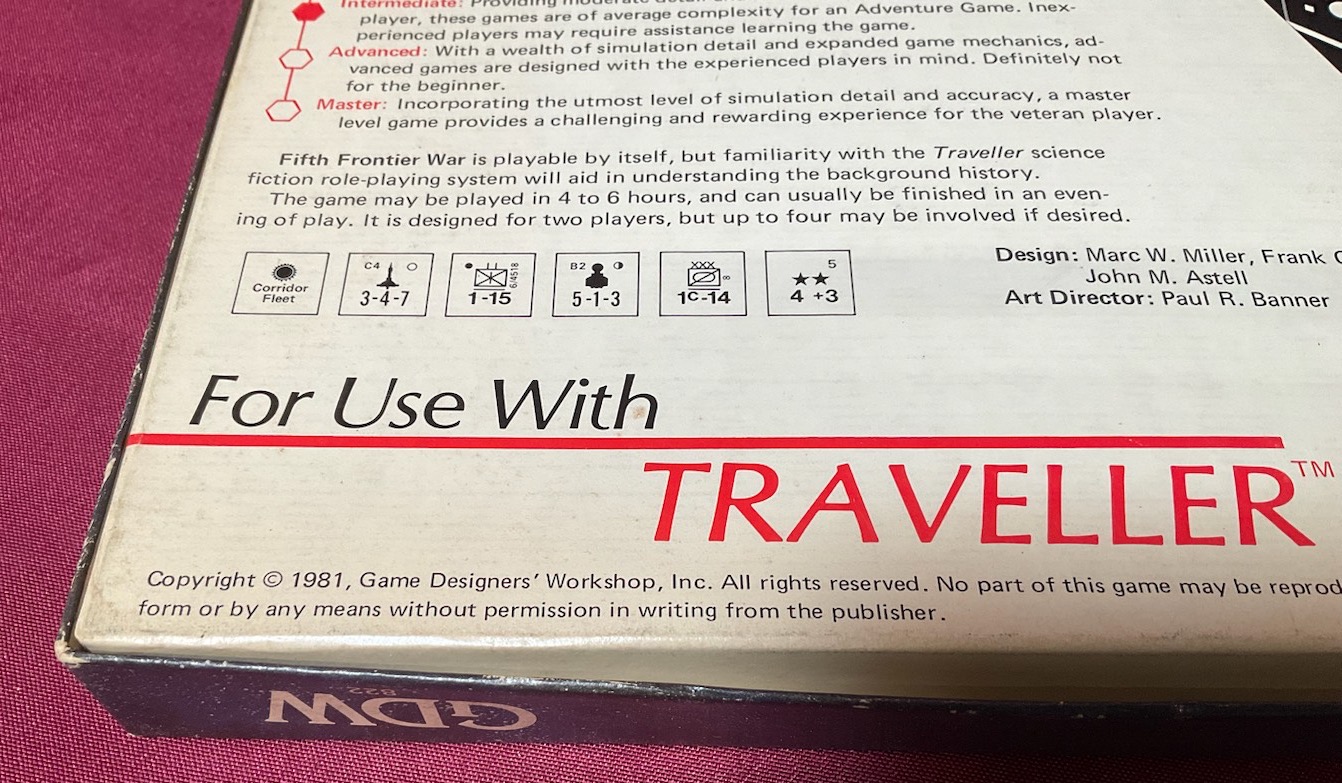 Intermediate: Providing moderate detail and
player, these games are of average complexity for an Adventure Game. Inex-
perienced players may require assistance learning the game.
Advanced: With a wealth of simulation detail and expanded game mechanics, ad-
vanced games are designed with the experienced players in mind. Definitely not
for the beginner.
Master: Incorporating the utmost level of simulation detail and accuracy, a master
level game provides a challenging and rewarding experience for the veteran player.
Fifth Frontier War is playable by itself, but familiarity with the Traveller science
fiction role-playing system will aid in understanding the background history.
The game may be played in 4 to 6 hours, and can usually be finished in an even-
ing of play. It is designed for two players, but up to four may be involved if desired.
Corridor
Fleet
C4
3-4-7
6/4518
1-15
B2
5-1-3
XXX
∞
1C-14
5
★★
4 +3
Design: Marc W. Miller, Frank
John M. Astell
Art Director: Paul R. Banner
For Use With
TRAVELLER™
Copyright © 1981, Game Designers' Workshop, Inc. All rights reserved. No part of this game may be reprod
form or by any means without permission in writing from the publisher.
GDW
822